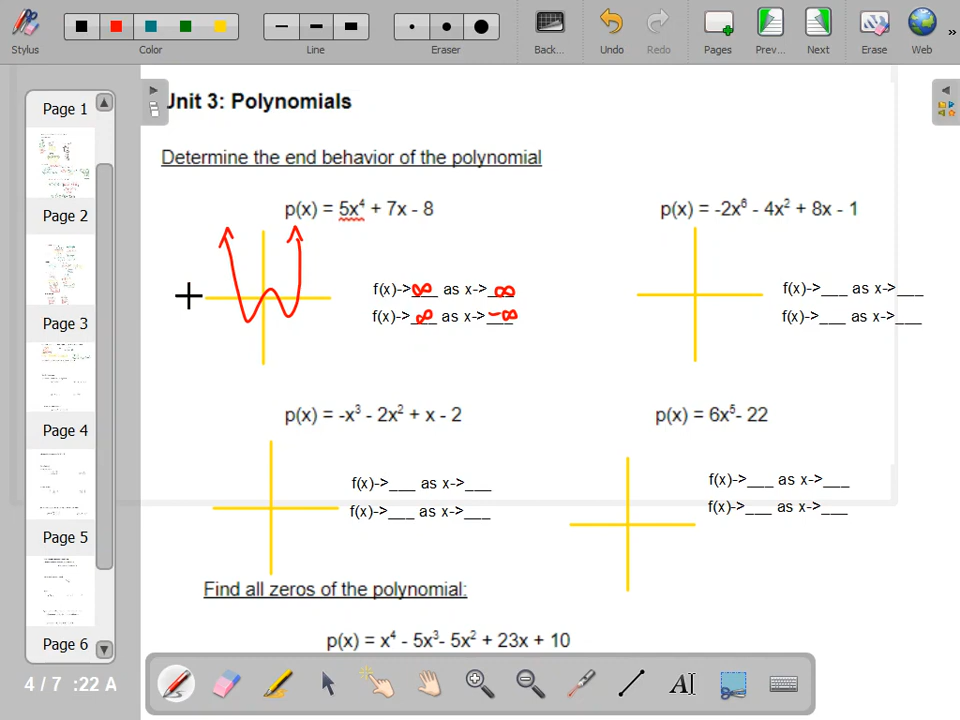 Stylus
Color
Line
Eraser
Back...
Undo
Redo
Pages
Prev...
Next
Erase
Web
»
Page 1
Page 2
Page 3
Page 4
Page 5
Page 6
4 / 7 :22 A
Unit 3: Polynomials
Determine the end behavior of the polynomial
p(x) = 5x⁴ + 7x - 8
f(x)->∞ as x->∞
f(x)->∞ as x->-∞
p(x) = -2x⁶ - 4x² + 8x - 1
f(x)->___ as x->___
f(x)->___ as x->___
p(x) = -x³ - 2x² + x - 2
f(x)->___ as x->___
f(x)->___ as x->___
p(x) = 6x⁵- 22
f(x)->___ as x->___
f(x)->___ as x->___
Find all zeros of the polynomial:
p(x) = x⁴ - 5x³- 5x² + 23x + 10